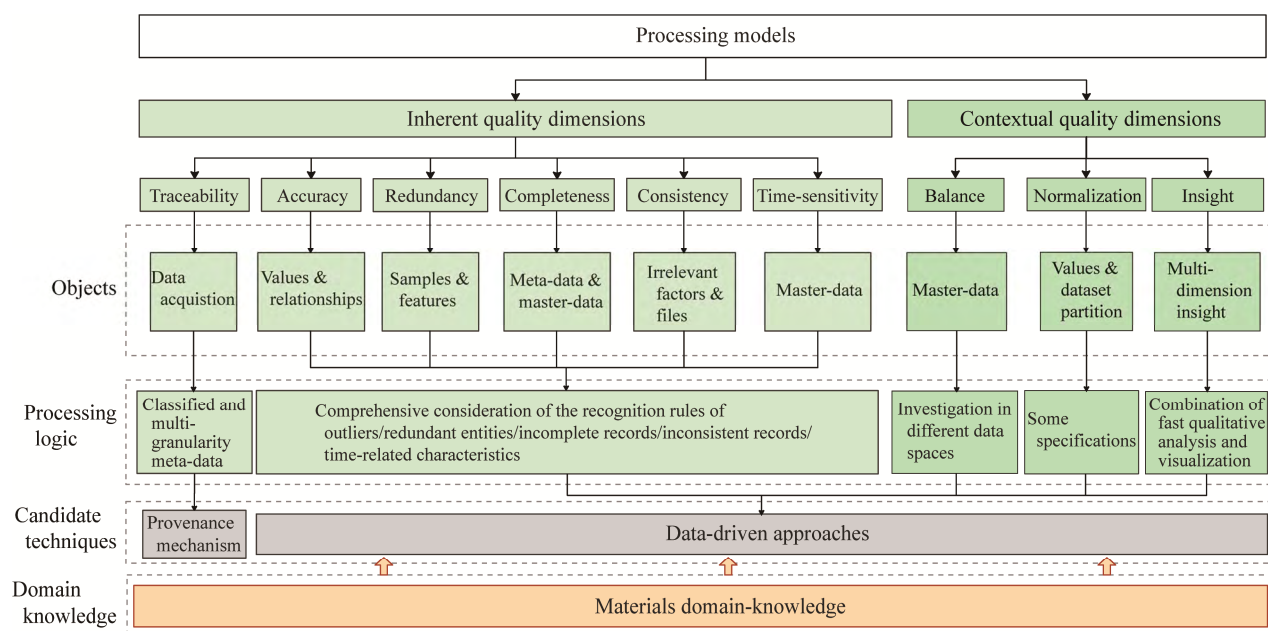 Processing models
Inherent quality dimensions
Contextual quality dimensions
Traceability
Accuracy
Redundancy
Completeness
Consistency
Time-sensitivity
Balance
Normalization
Insight
Objects
Data
acquistion
Values &
relationships
Samples &
features
Meta-data &
master-data
Irrelevant
factors &
files
Master-data
Master-data
Values &
dataset
partition
Multi-
dimension
insight
Processing
logic
Classified and
multi-
granularity
meta-data
Comprehensive consideration of the recognition rules of
outliers/redundant entities/incomplete records/inconsistent records/
time-related characteristics
Investigation in
different data
spaces
Some
specifications
Combination of
fast qualitative
analysis and
visualization
Candidate
techniques
Provenance
mechanism
Data-driven approaches
Domain
knowledge
Materials domain-knowledge